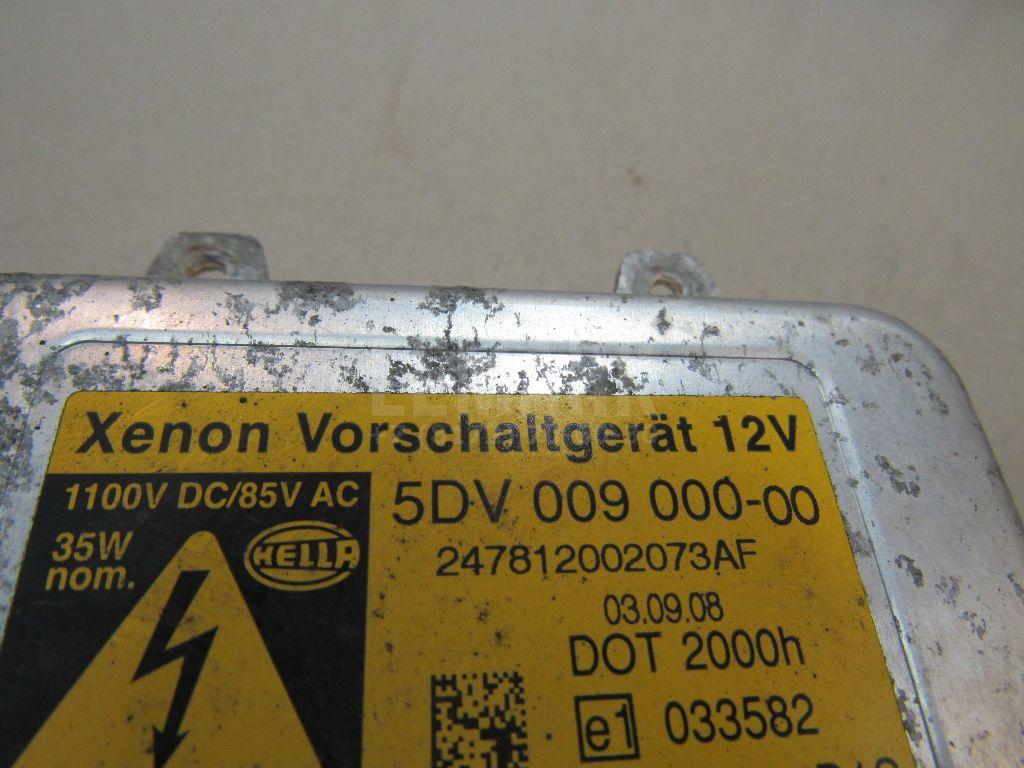 Xenon Vorschaltgerät 12V
1100V DC/85V AC
5DV 009 000-00
35W
nom.
HELLA
247812002073AF
03.09.08
DOT 2000h
e1 033582